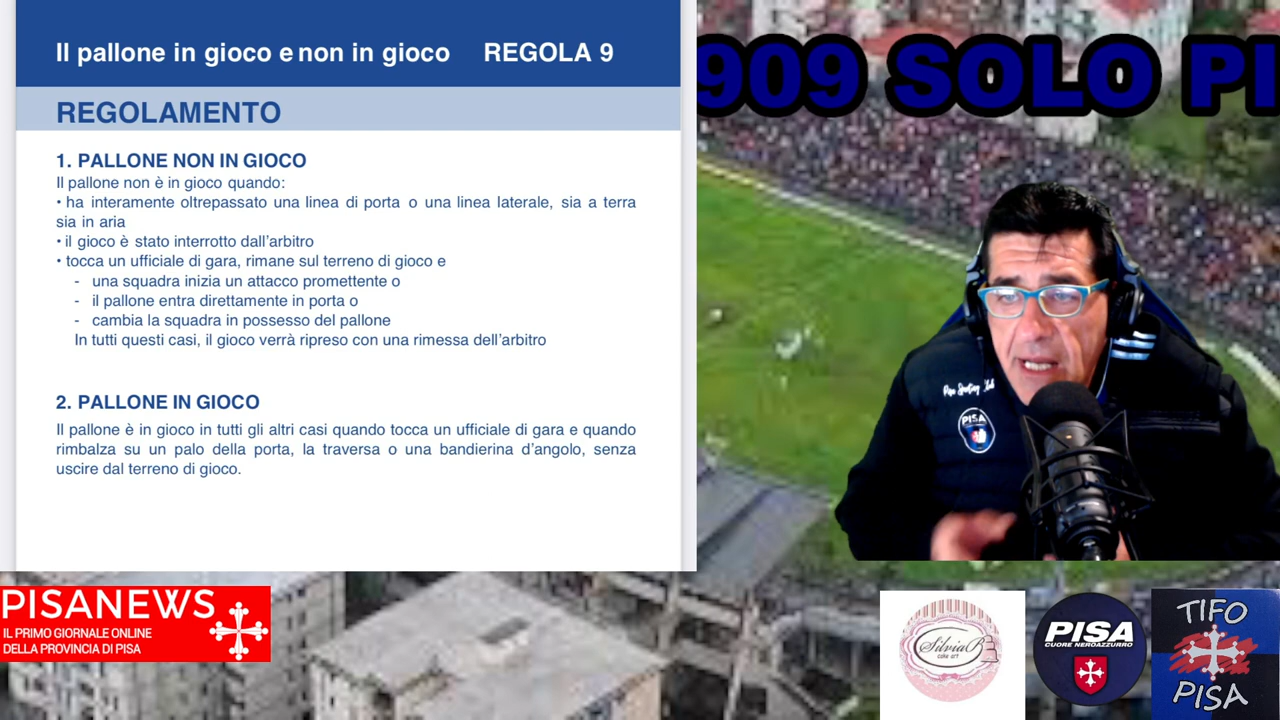 Il pallone in gioco e non in gioco REGOLA 9
REGOLAMENTO
1. PALLONE NON IN GIOCO
Il pallone non è in gioco quando:
• ha interamente oltrepassato una linea di porta o una linea laterale, sia a terra
sia in aria
• il gioco è stato interrotto dall'arbitro
• tocca un ufficiale di gara, rimane sul terreno di gioco e
- una squadra inizia un attacco promettente o
- il pallone entra direttamente in porta o
- cambia la squadra in possesso del pallone
In tutti questi casi, il gioco verrà ripreso con una rimessa dell'arbitro
2. PALLONE IN GIOCO
Il pallone è in gioco in tutti gli altri casi quando tocca un ufficiale di gara e quando
rimbalza su un palo della porta, la traversa o una bandierina d'angolo, senza
uscire dal terreno di gioco.
909 SOLO PI
Pisa Sporting Club
PISA
PISANEWS
IL PRIMO GIORNALE ONLINE
DELLA PROVINCIA DI PISA
SilviaB
cake art
PISA
CUORE NEROAZZURRO
TIFO
PISA